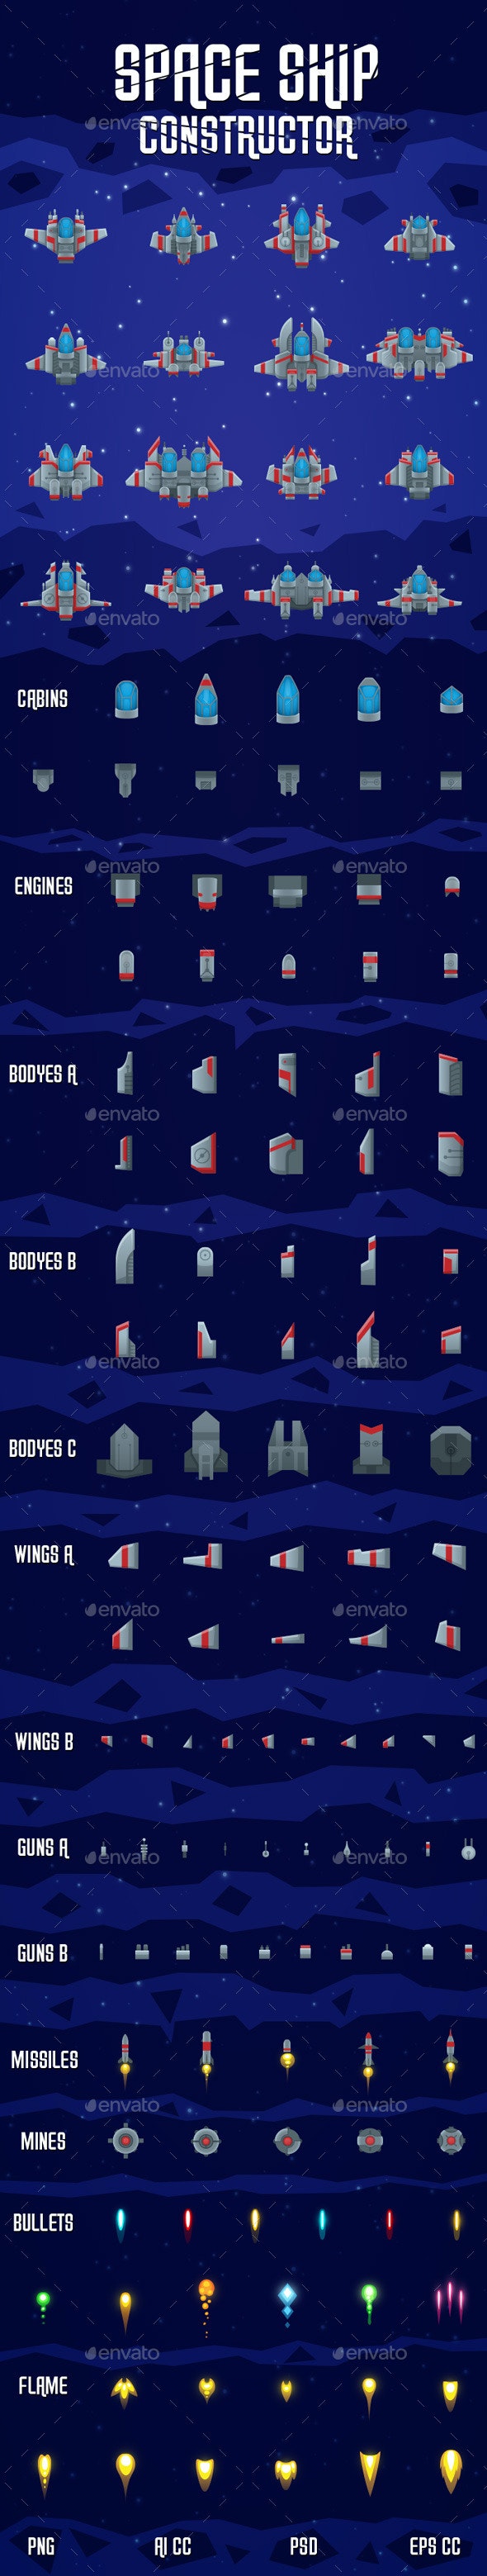 SPACE SHIP
envato envato
CONSTRUCTOR
envato envato
envato envato
CABINS
envato envato
ENGINES
BODYES A
envato envato
BODYES B
envato envato
BODYES C
WINGS A
envato envato
WINGS B
GUNS A
envato envato
GUNS B
MISSILES
envato envato
MINES
BULLETS
envato envato
FLAME
PNG AI CC PSD EPS CC